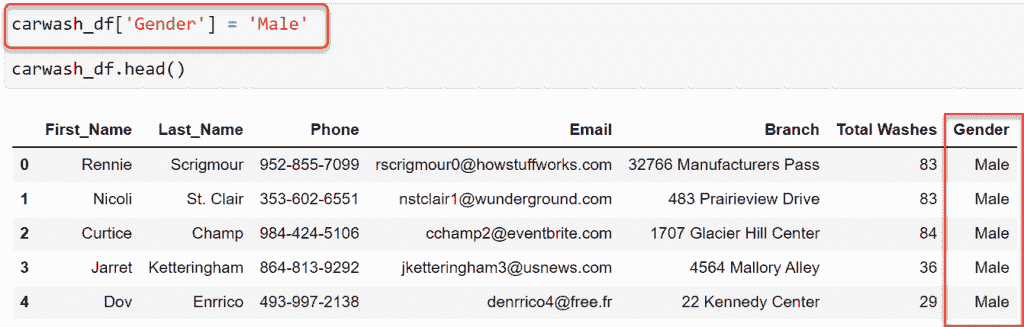 carwash_df['Gender'] = 'Male'
carwash_df.head()
First_Name Last_Name Phone Email Branch Total Washes Gender
0 Rennie Scrigmour 952-855-7099 rscrigmour0@howstuffworks.com 32766 Manufacturers Pass 83 Male
1 Nicoli St. Clair 353-602-6551 nstclair1@wunderground.com 483 Prairieview Drive 83 Male
2 Curtice Champ 984-424-5106 cchamp2@eventbrite.com 1707 Glacier Hill Center 84 Male
3 Jarret Ketteringham 864-813-9292 jketteringham3@usnews.com 4564 Mallory Alley 36 Male
4 Dov Enrrico 493-997-2138 denrrico4@free.fr 22 Kennedy Center 29 Male